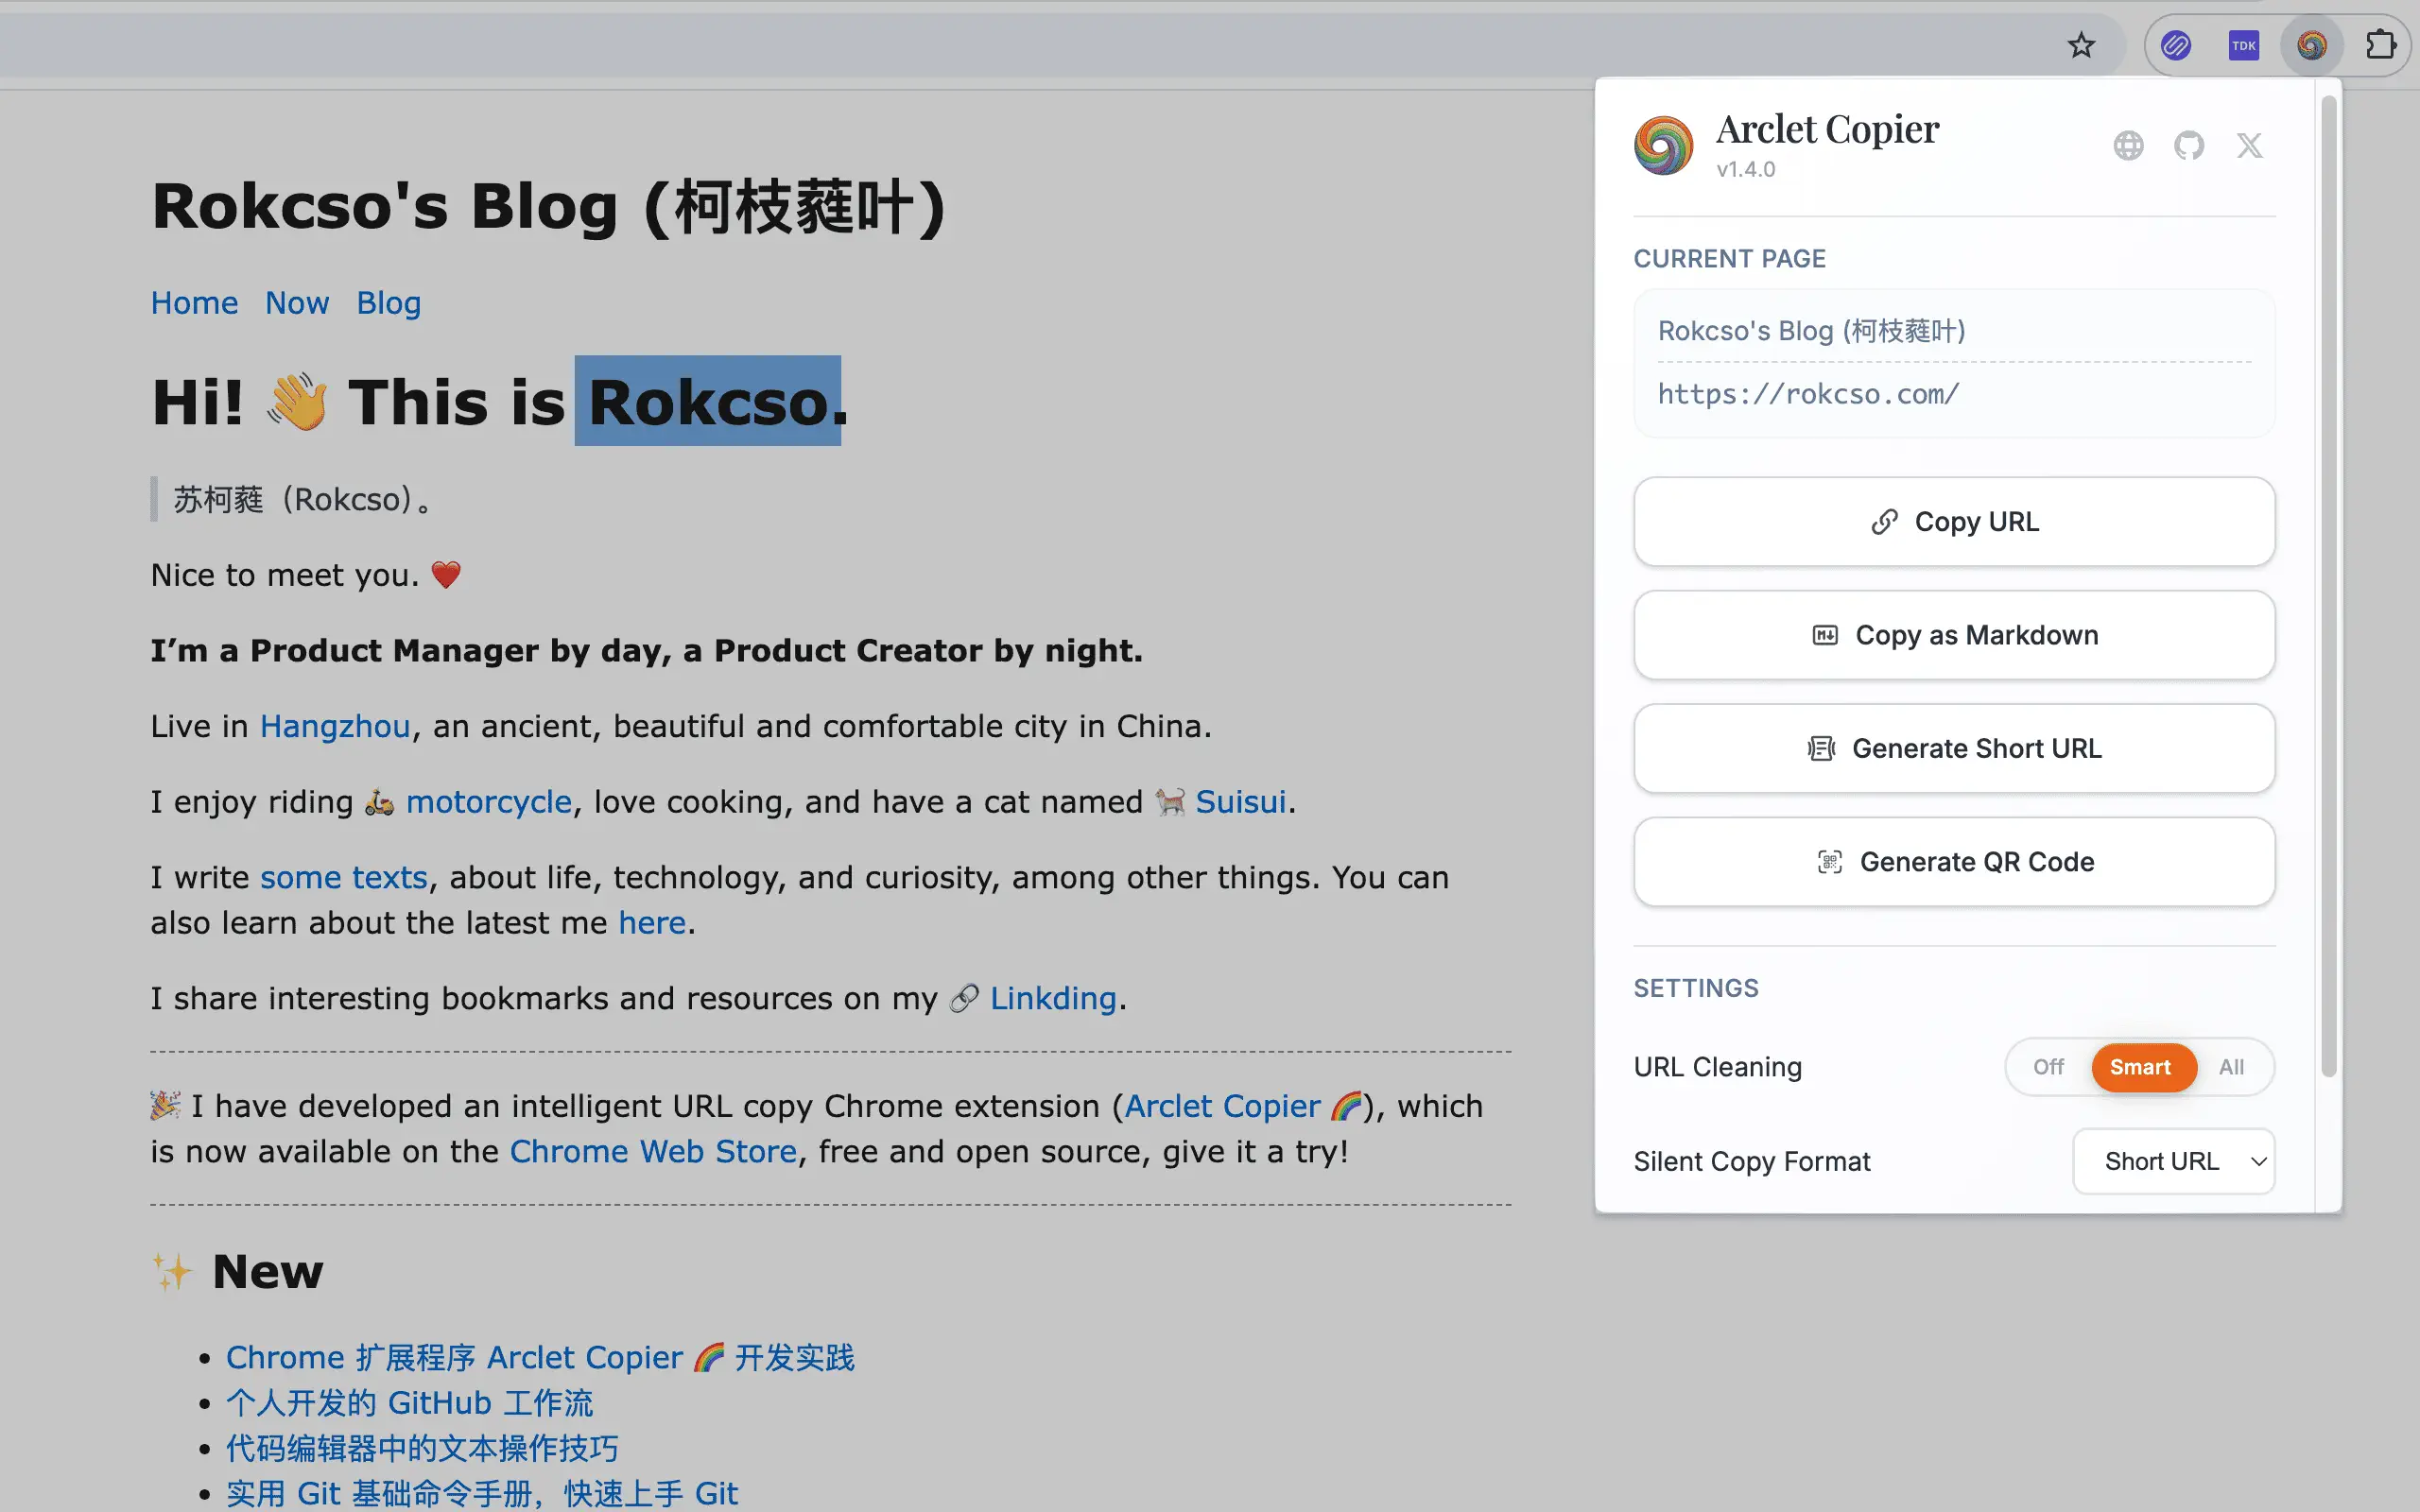 TDK
Rokcso's Blog (柯枝蕤叶)
Home Now Blog
Hi! 👋 This is Rokcso.
苏柯蕤（Rokcso）。
Nice to meet you. ❤️
I’m a Product Manager by day, a Product Creator by night.
Live in Hangzhou, an ancient, beautiful and comfortable city in China.
I enjoy riding 🛵 motorcycle, love cooking, and have a cat named 🐈 Suisui.
I write some texts, about life, technology, and curiosity, among other things. You can
also learn about the latest me here.
I share interesting bookmarks and resources on my 🔗 Linkding.
🎉 I have developed an intelligent URL copy Chrome extension (Arclet Copier 🌈), which
is now available on the Chrome Web Store, free and open source, give it a try!
✨ New
Chrome 扩展程序 Arclet Copier 🌈 开发实践
个人开发的 GitHub 工作流
代码编辑器中的文本操作技巧
实用 Git 基础命令手册，快速上手 Git
Arclet Copier
v1.4.0
CURRENT PAGE
Rokcso's Blog (柯枝蕤叶)
https://rokcso.com/
Copy URL
Copy as Markdown
Generate Short URL
Generate QR Code
SETTINGS
URL Cleaning Off Smart All
Silent Copy Format Short URL